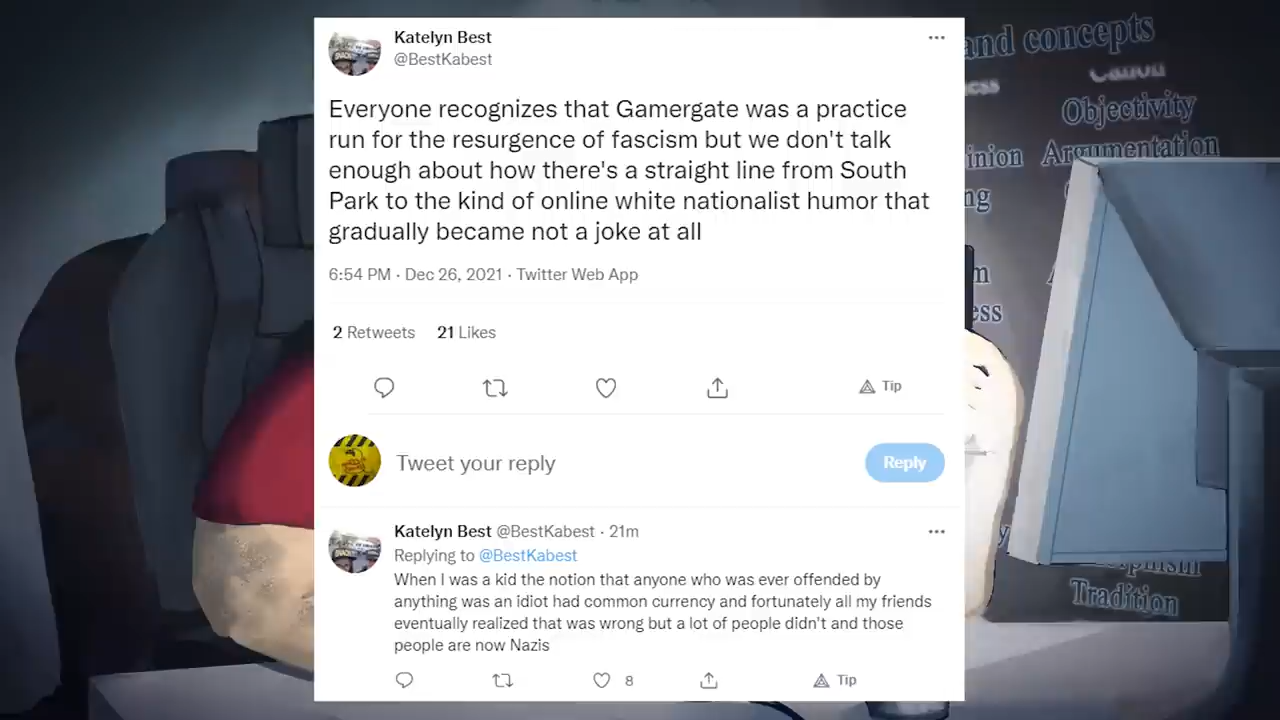 Katelyn Best
@BestKabest
Everyone recognizes that Gamergate was a practice
run for the resurgence of fascism but we don't talk
enough about how there's a straight line from South
Park to the kind of online white nationalist humor that
gradually became not a joke at all
6:54 PM · Dec 26, 2021 · Twitter Web App
2 Retweets 21 Likes
Tip
Tweet your reply
Reply
Katelyn Best @BestKabest · 21m
Replying to @BestKabest
When I was a kid the notion that anyone who was ever offended by
anything was an idiot had common currency and fortunately all my friends
eventually realized that was wrong but a lot of people didn't and those
people are now Nazis
8 Tip
and concepts
Canon
Objectivity
Argumentation
Tradition